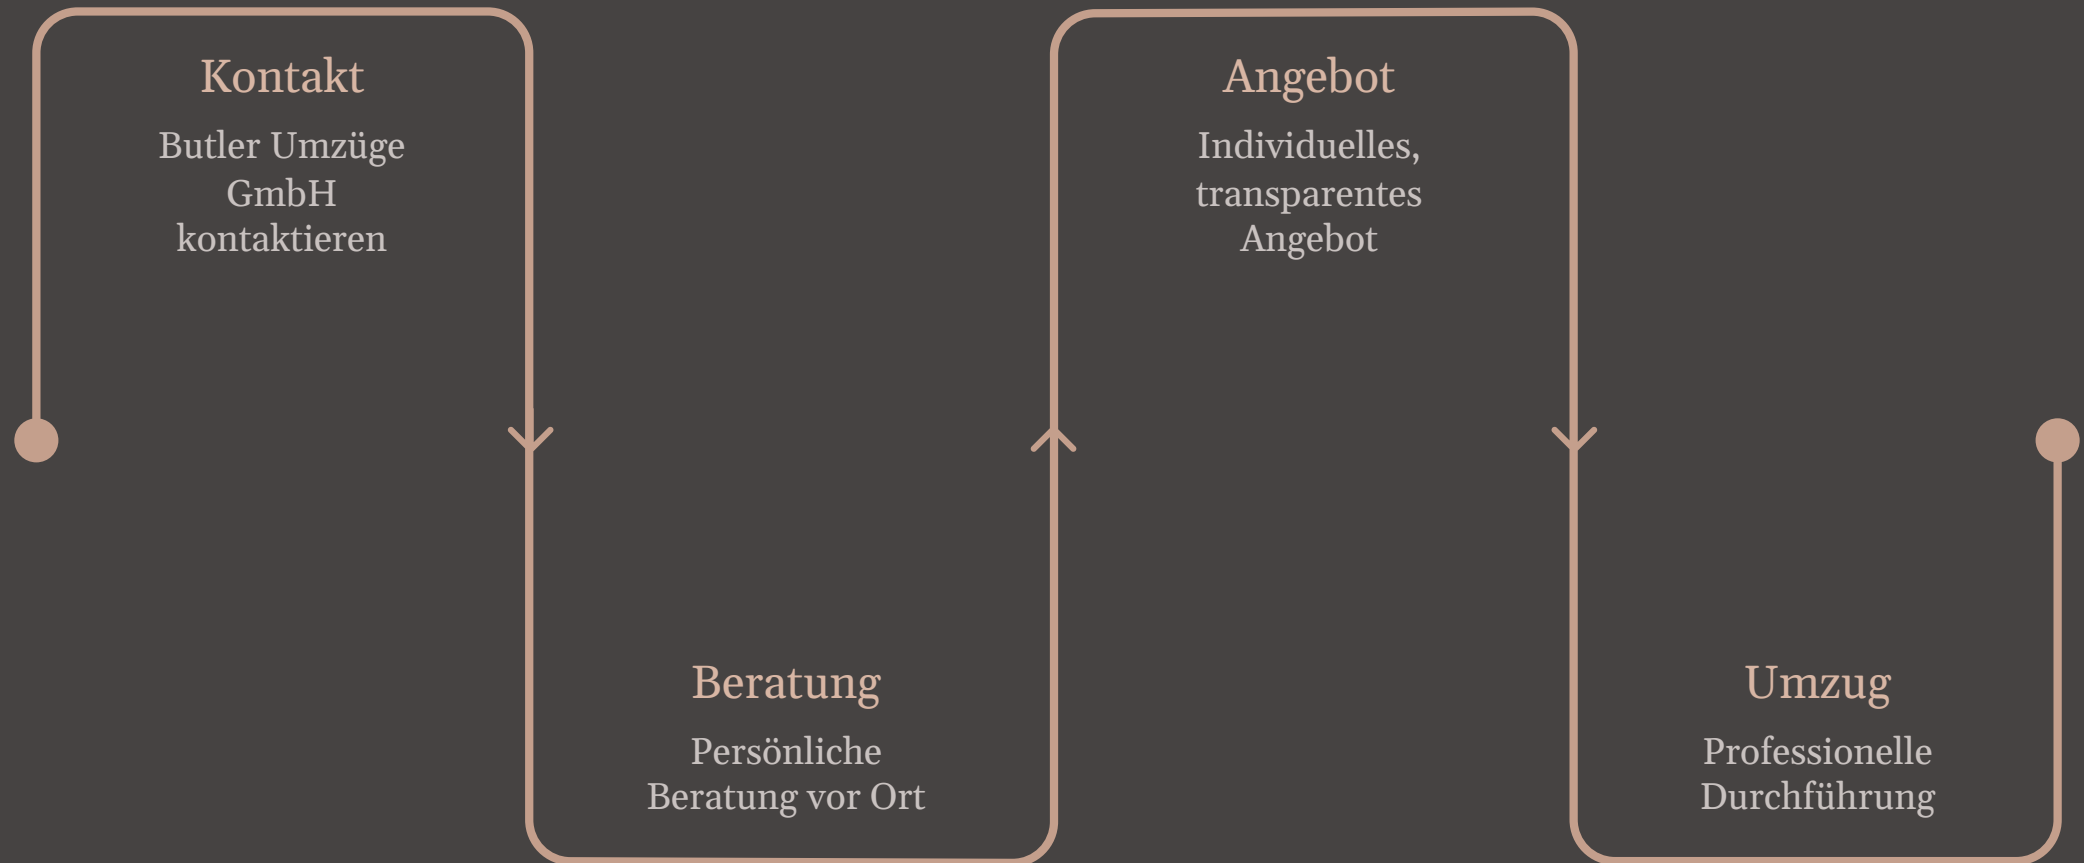 Kontakt
Butler Umzüge
GmbH
kontaktieren
Beratung
Persönliche
Beratung vor Ort
Angebot
Individuelles,
transparentes
Angebot
Umzug
Professionelle
Durchführung